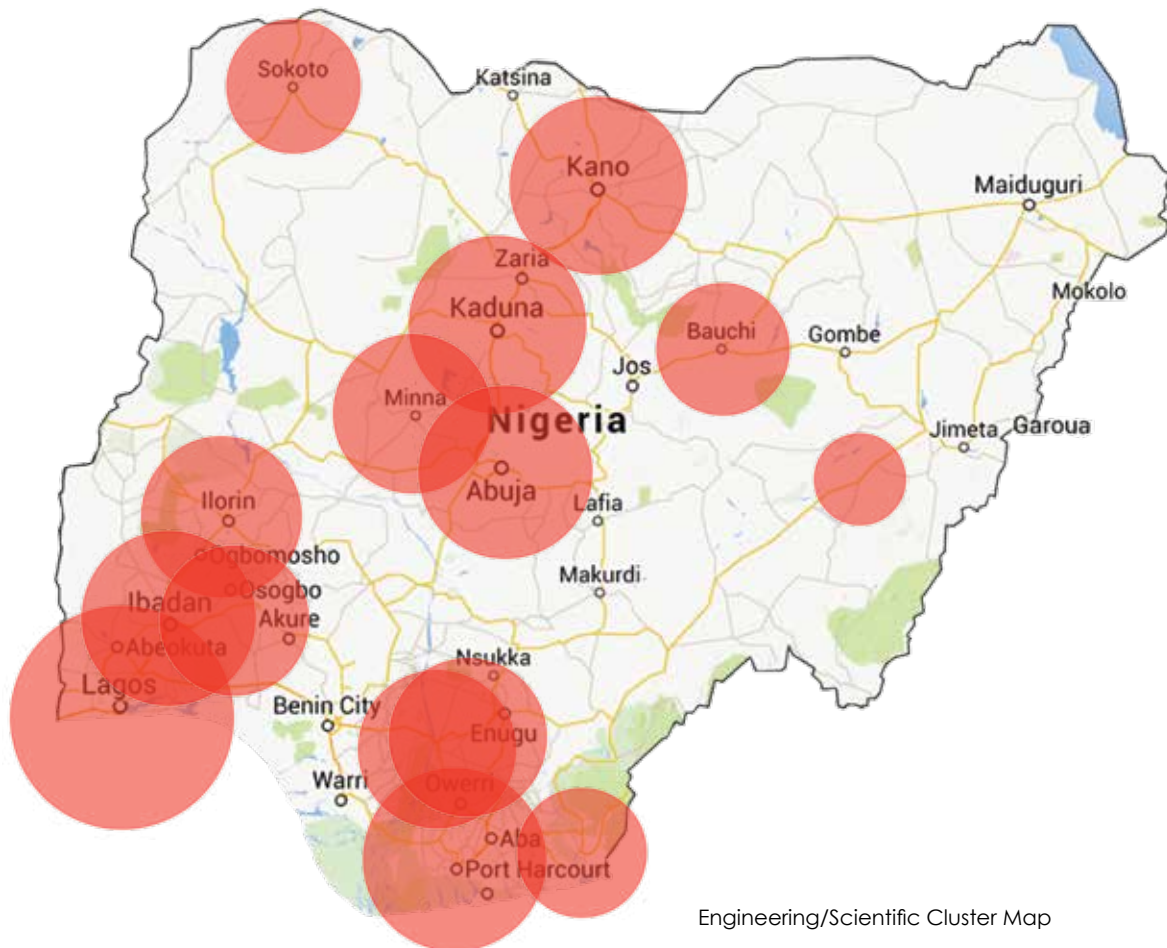 Sokoto
Katsina
Kano
Maiduguri
Zaria
Mokolo
Kaduna
Bauchi
Gombe
Jos
Minna
Nigeria
Jimeta
Garoua
Abuja
Ilorin
Lafia
Ogbomosho
Makurdi
Osogbo
Ibadan
Akure
Abeokuta
Nsukka
Lagos
Benin City
Enugu
Warri
Owerri
Aba
Port Harcourt
Engineering/Scientific Cluster Map